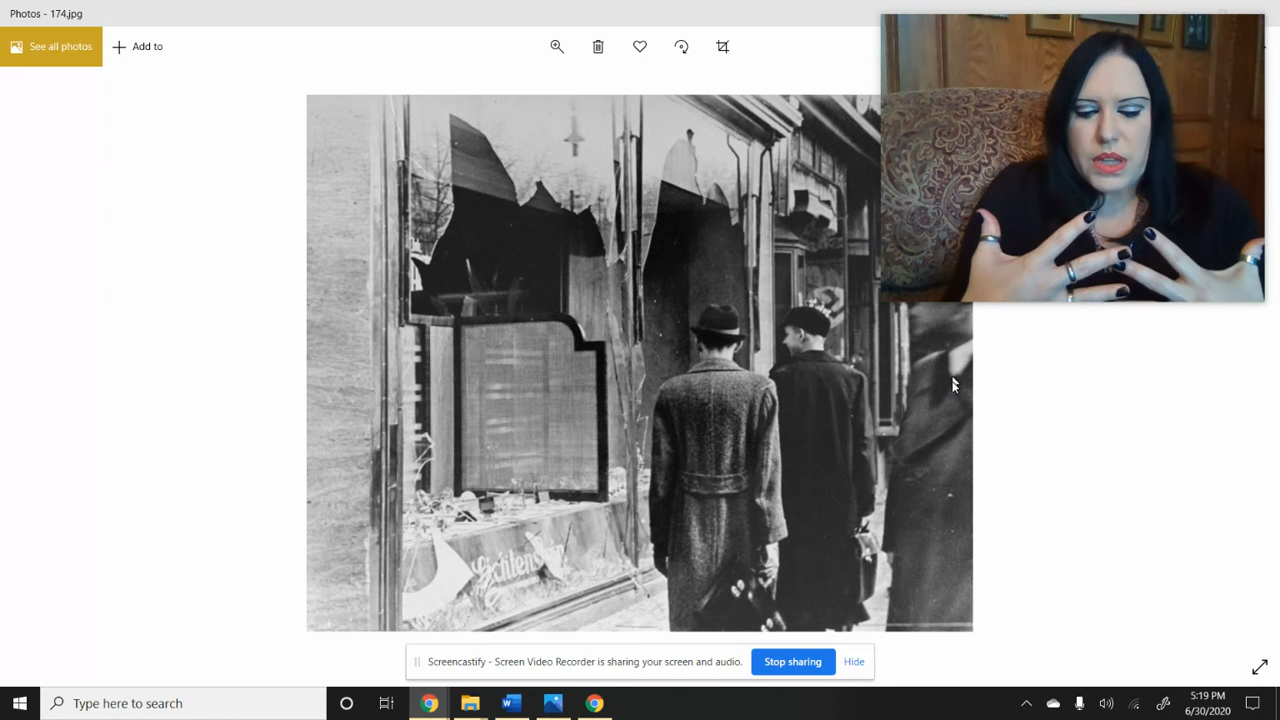 Photos - 174.jpg
See all photos
Add to
Screencastify - Screen Video Recorder is sharing your screen and audio.
Stop sharing
Hide
Type here to search
5:19 PM
6/30/2020